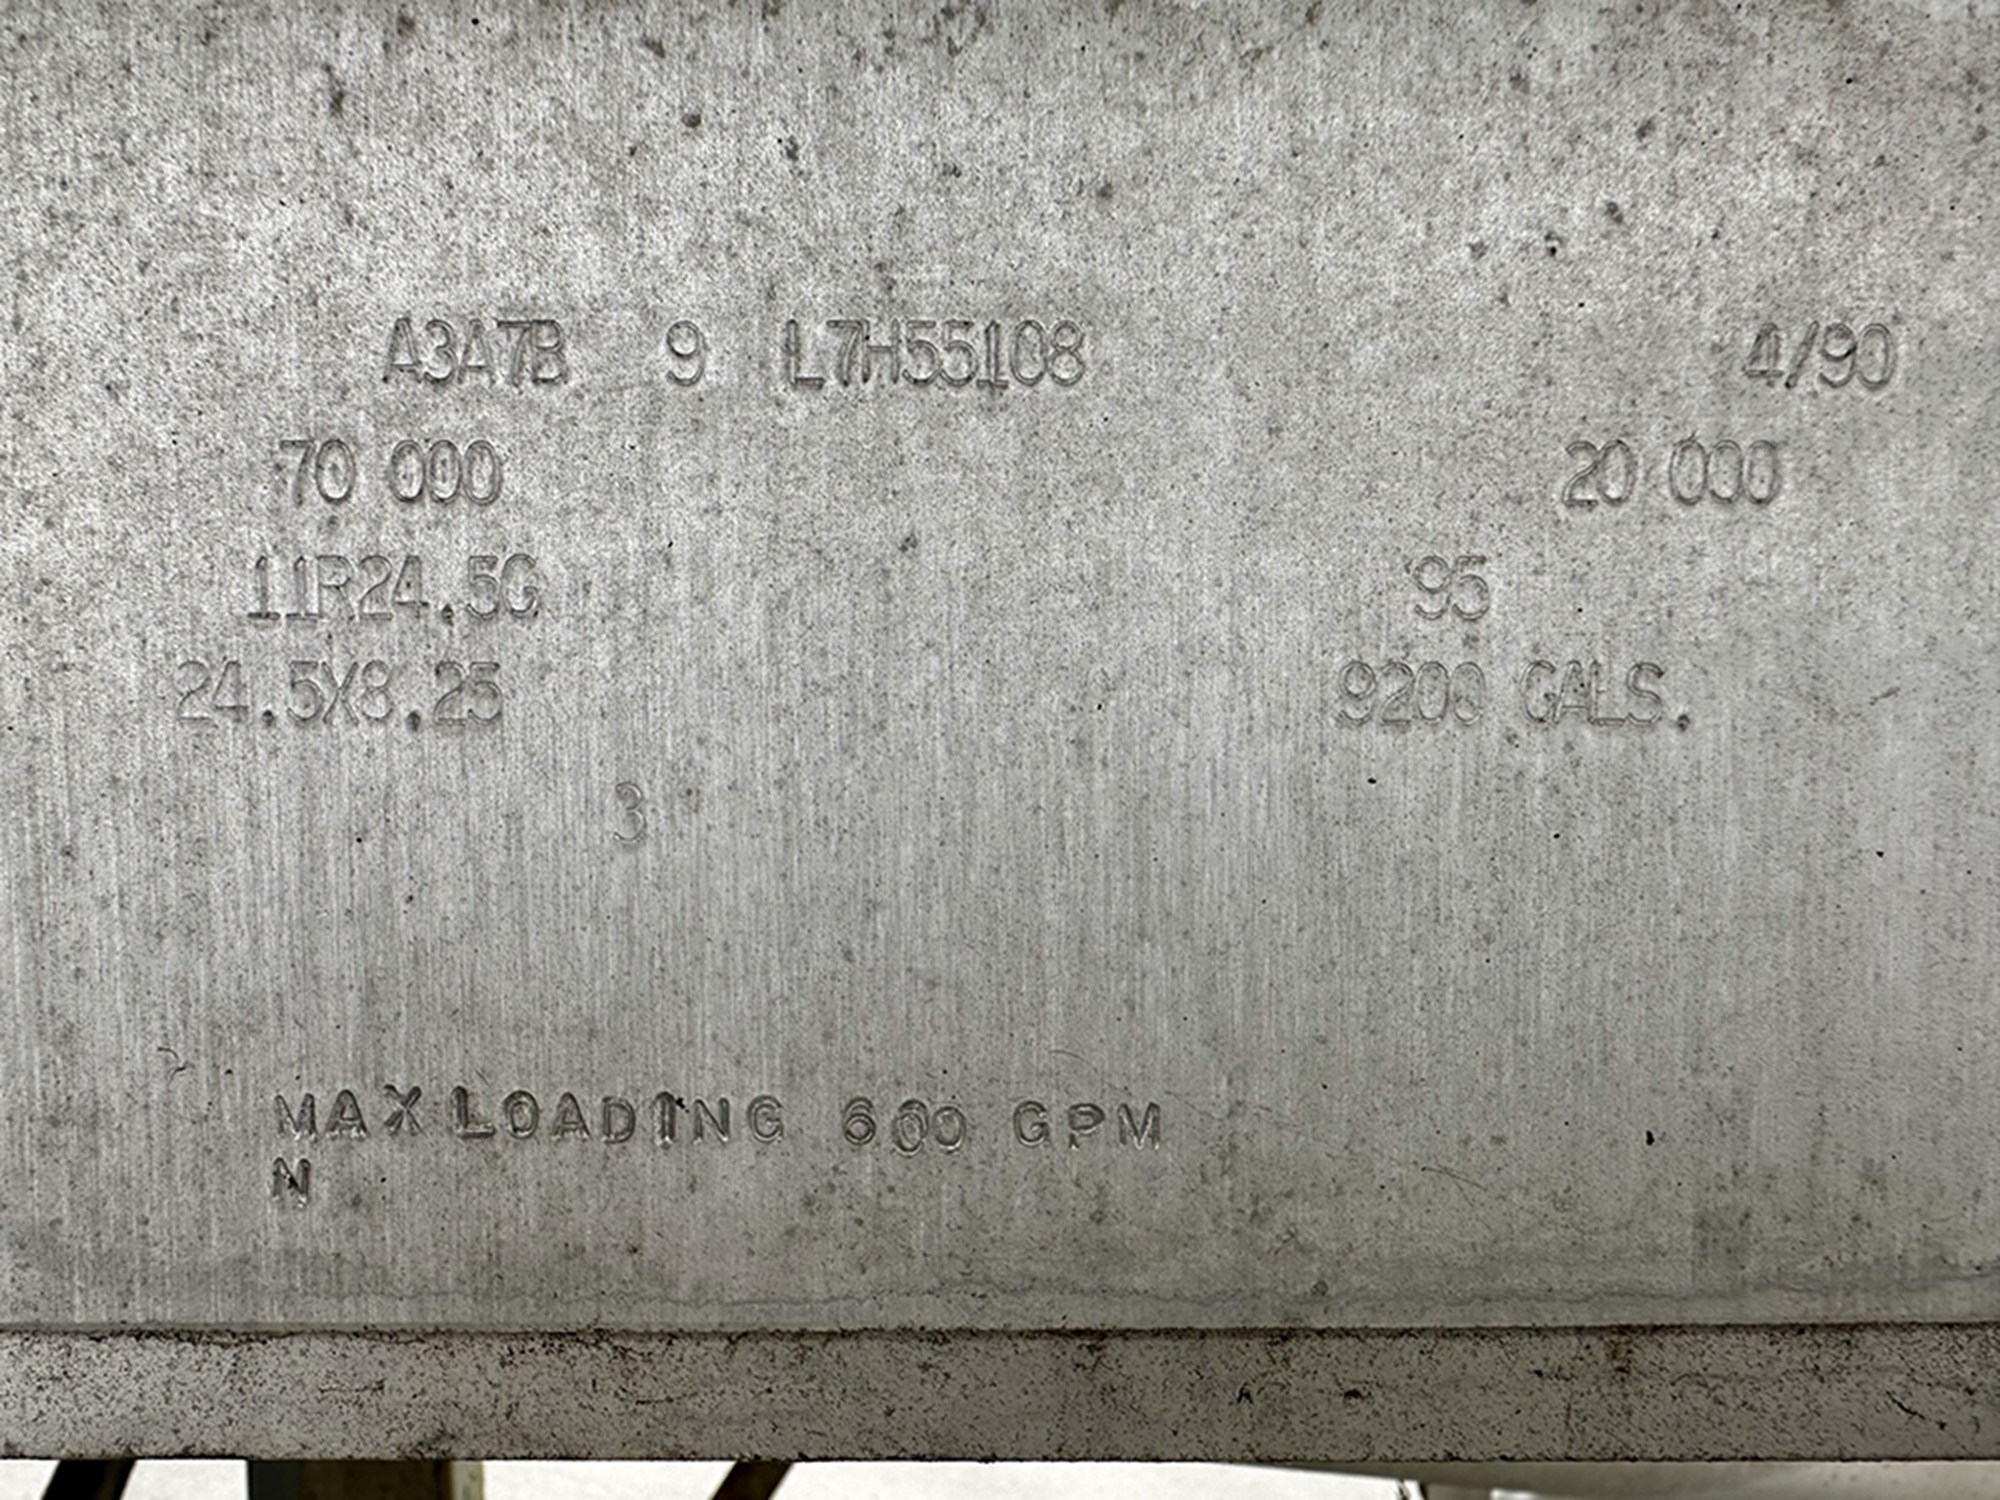 A3A7B 9 L7H55108 4/90
70 000 20 000
11R24.5G 95
24.5X8.25 9200 GALS.
3
MAX LOADING 600 GPM
N